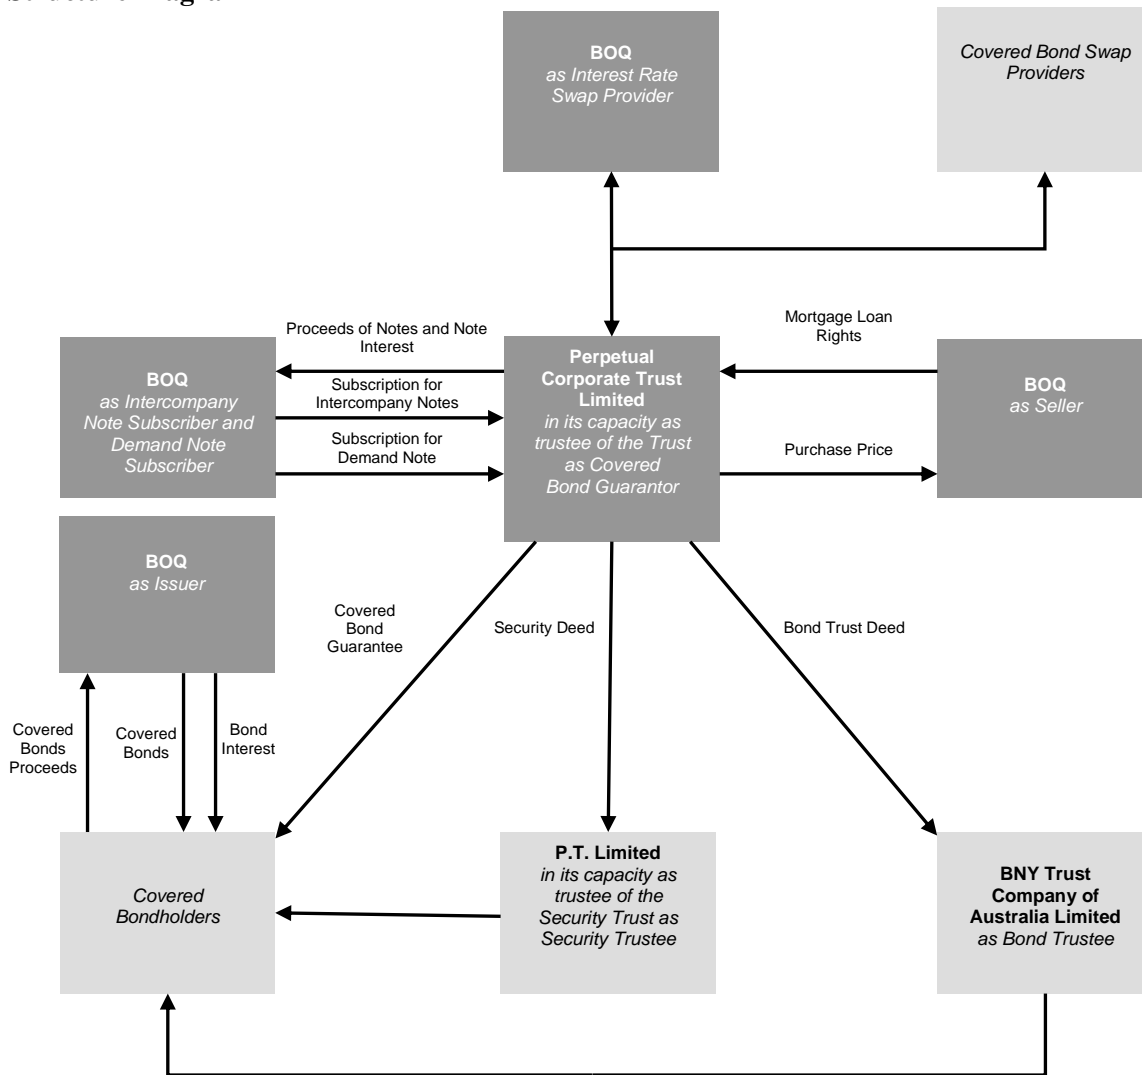 BOQ
as Interest Rate
Swap Provider
Covered Bond Swap
Providers
Proceeds of Notes and Note
Interest
Mortgage Loan
Rights
BOQ
as Intercompany
Note Subscriber and
Demand Note
Subscriber
Subscription for
Intercompany Notes
Subscription for
Demand Note
Perpetual
Corporate Trust
Limited
in its capacity as
trustee of the Trust
as Covered
Bond Guarantor
BOQ
as Seller
Purchase Price
BOQ
as Issuer
Covered
Bond
Guarantee
Security Deed
Bond Trust Deed
Covered
Bonds
Proceeds
Covered
Bonds
Bond
Interest
Covered
Bondholders
P.T. Limited
in its capacity as
trustee of the
Security Trust as
Security Trustee
BNY Trust
Company of
Australia Limited
as Bond Trustee